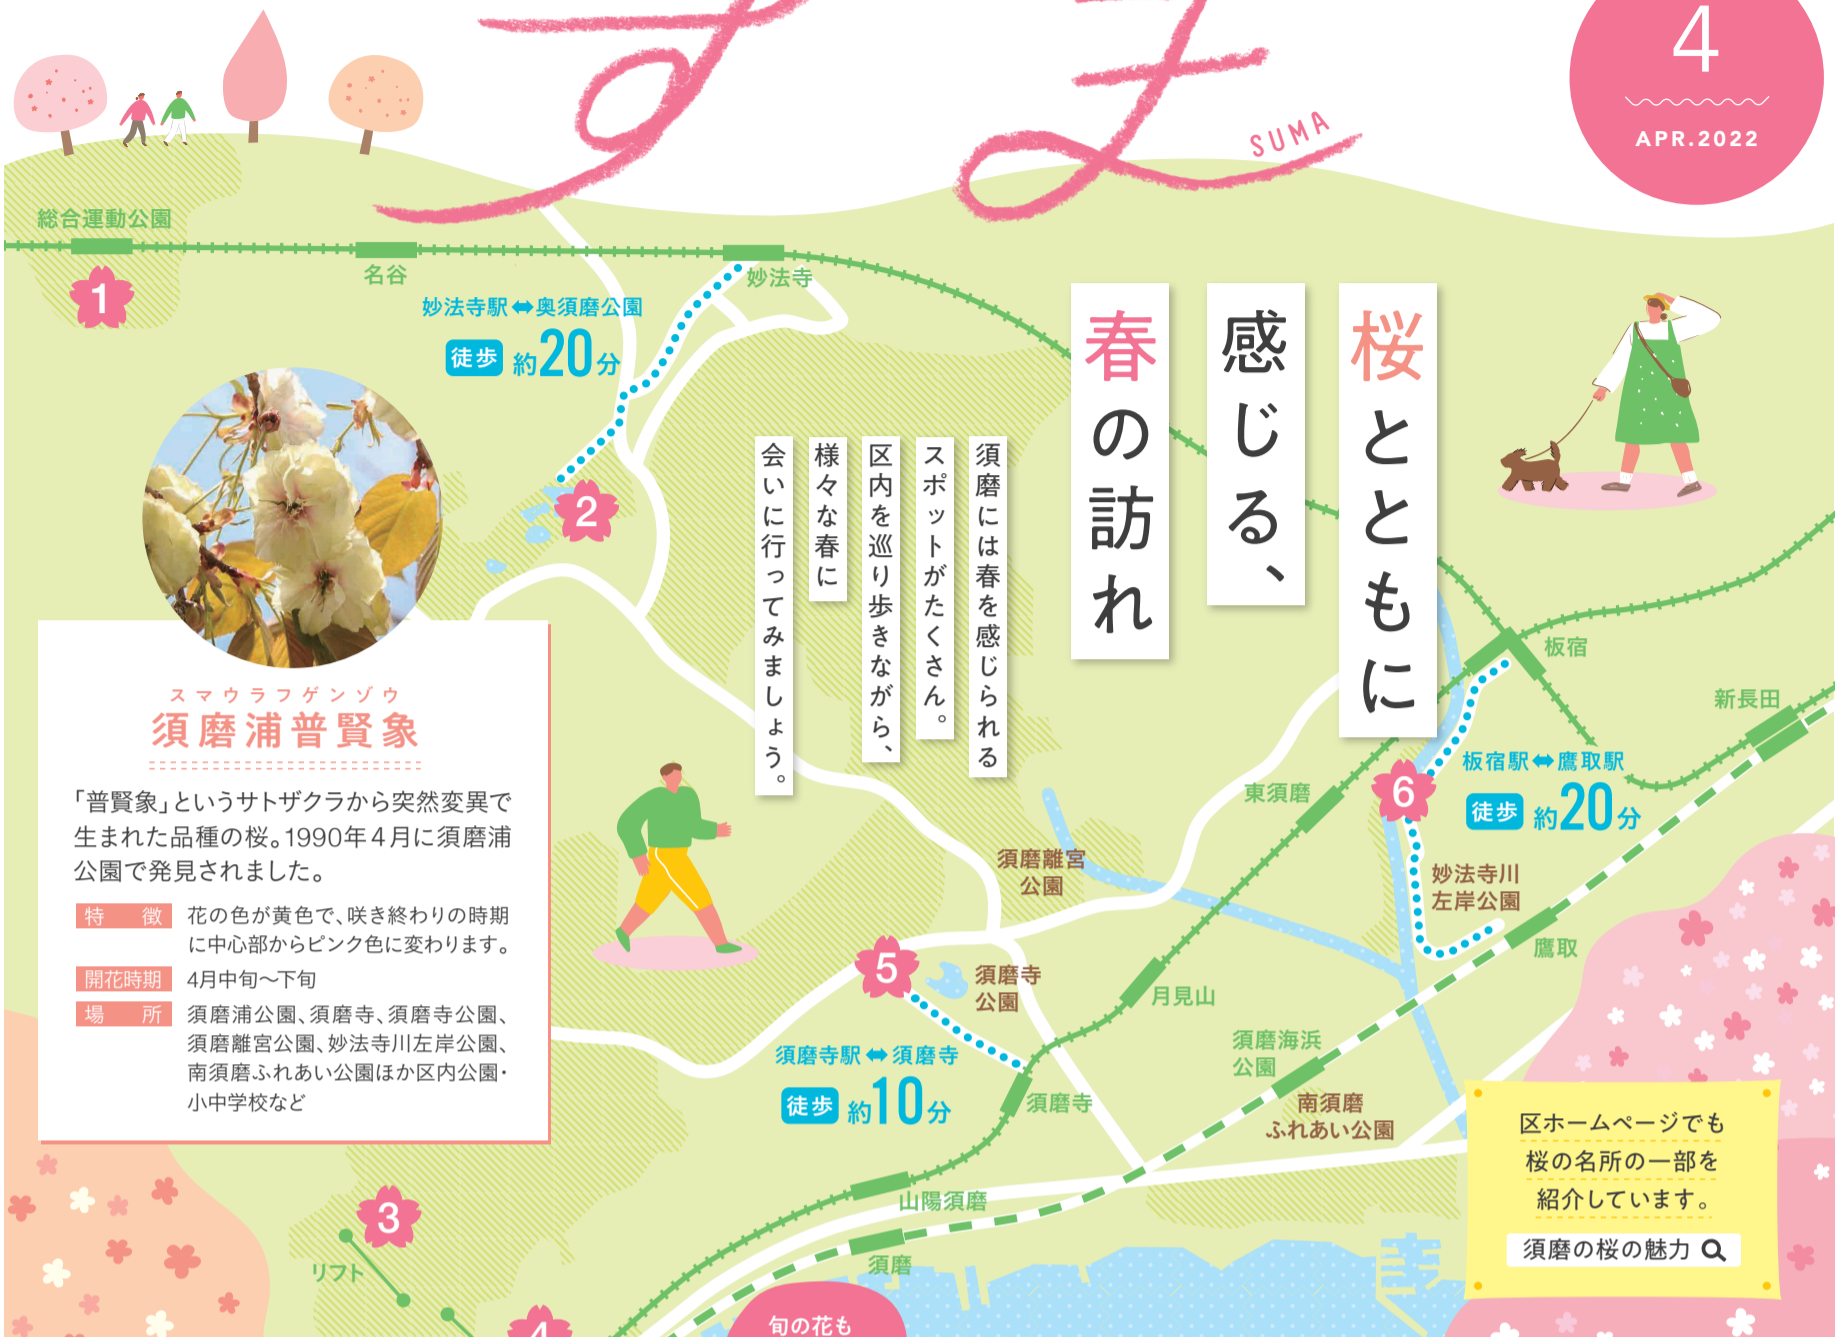 すま
SUMA
4
APR.2022
総合運動公園
1
名谷
妙法寺
妙法寺駅⬌奥須磨公園
徒歩 約20分
2
桜とともに
感じる、
春の訪れ
須磨には春を感じられる
スポットがたくさん。
区内を巡り歩きながら、
様々な春に
会いに行ってみましょう。
スマウラフゲンゾウ
須磨浦普賢象
「普賢象」というサトザクラから突然変異で
生まれた品種の桜。1990年4月に須磨浦
公園で発見されました。
特　徴 花の色が黄色で、咲き終わりの時期
に中心部からピンク色に変わります。
開花時期 4月中旬〜下旬
場　所 須磨浦公園、須磨寺、須磨寺公園、
須磨離宮公園、妙法寺川左岸公園、
南須磨ふれあい公園ほか区内公園・
小中学校など
板宿
新長田
板宿駅⬌鷹取駅
徒歩 約20分
6
東須磨
妙法寺川
左岸公園
鷹取
須磨離宮
公園
5
須磨寺
公園
月見山
須磨寺駅⬌須磨寺
徒歩 約10分
須磨寺
須磨海浜
公園
南須磨
ふれあい公園
山陽須磨
須磨
3
リフト
4
旬の花も
区ホームページでも
桜の名所の一部を
紹介しています。
須磨の桜の魅力